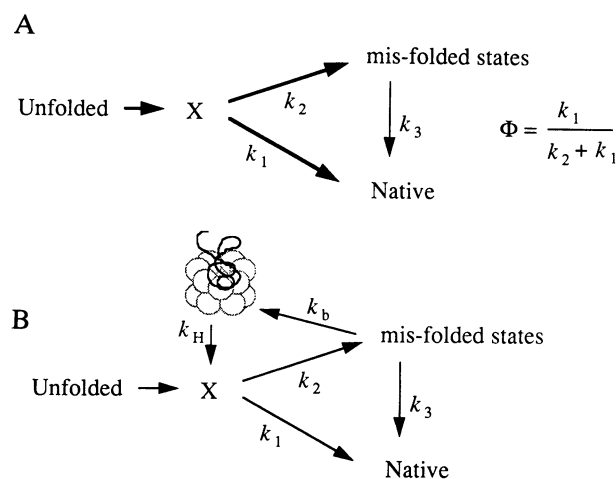 A
mis-folded states
Unfolded
X
k2
k3
Φ = k1 / k2 + k1
k1
Native
B
kb
kH
mis-folded states
Unfolded
X
k2
k3
k1
Native